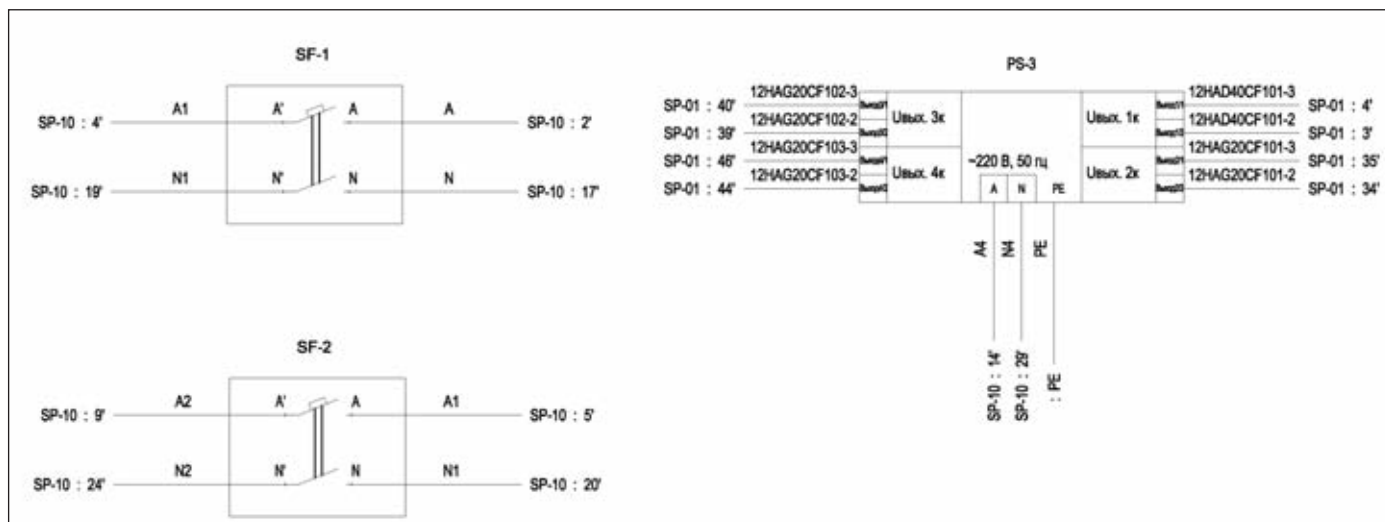 SF-1
A1 A' A A
SP-10 : 4' SP-10 : 2'
N1 N' N N
SP-10 : 19' SP-10 : 17'
SF-2
A2 A' A A1
SP-10 : 9' SP-10 : 5'
N2 N' N N1
SP-10 : 24' SP-10 : 20'
PS-3
12HAG20CF102-3 12HAD40CF101-3
SP-01 : 40' SP-01 : 4'
Uвых. 3к Uвых. 1к
12HAG20CF102-2 12HAD40CF101-2
SP-01 : 39' SP-01 : 3'
12HAG20CF103-3 12HAG20CF101-3
SP-01 : 46' ~220 В, 50 гц SP-01 : 35'
Uвых. 4к Uвых. 2к
12HAG20CF103-2 12HAG20CF101-2
SP-01 : 44' A N PE SP-01 : 34'
A4 N4 PE
SP-10 : 14' SP-10 : 29' : PE